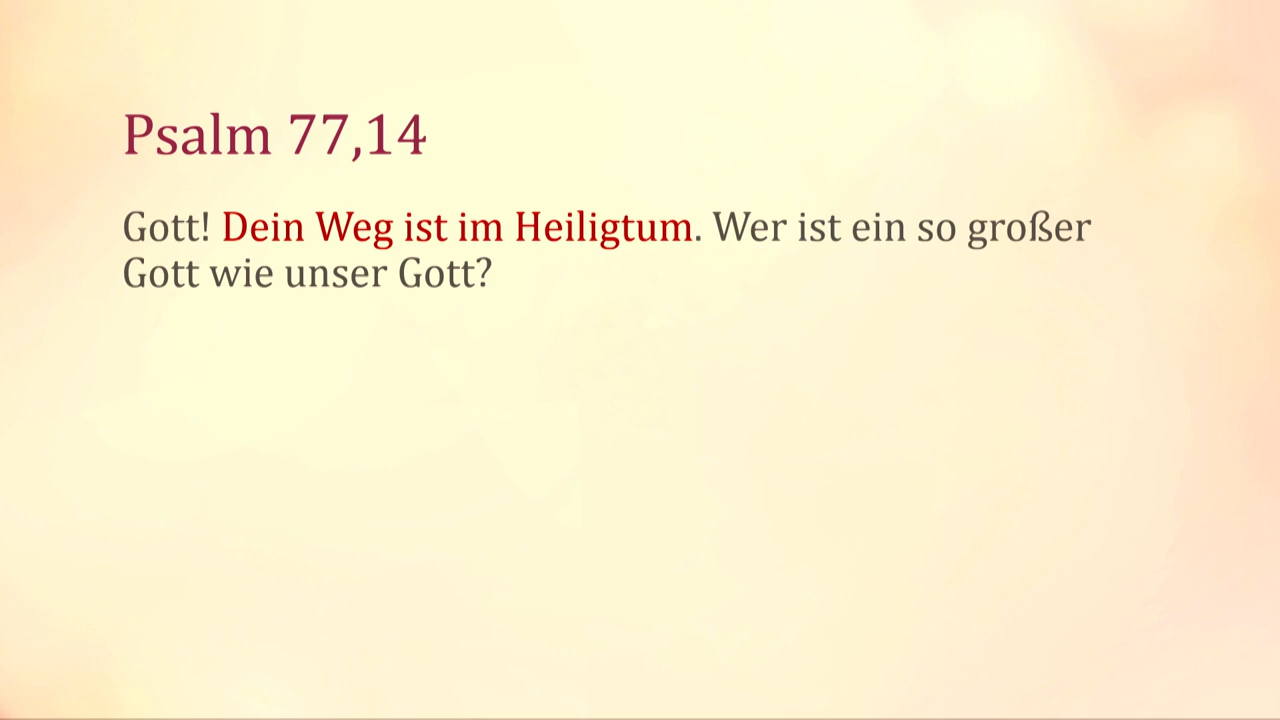 Psalm 77,14
Gott! Dein Weg ist im Heiligtum. Wer ist ein so großer
Gott wie unser Gott?